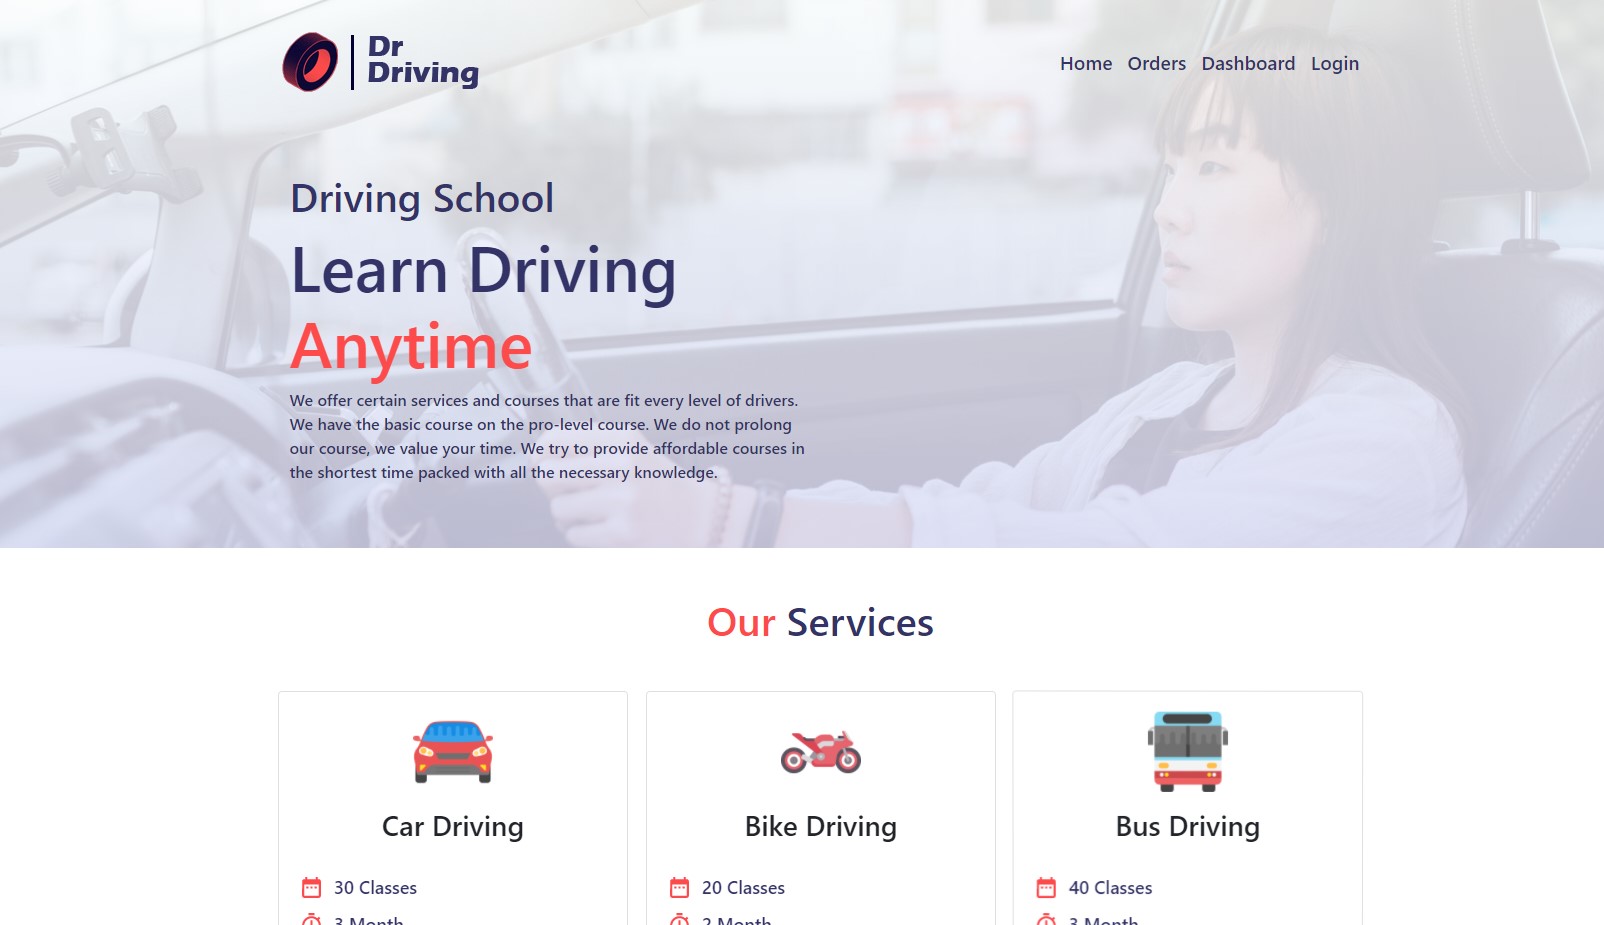 Dr
Driving
Home Orders Dashboard Login
Driving School
Learn Driving
Anytime
We offer certain services and courses that are fit every level of drivers.
We have the basic course on the pro-level course. We do not prolong
our course, we value your time. We try to provide affordable courses in
the shortest time packed with all the necessary knowledge.
Our Services
Car Driving
30 Classes
3 Month
Bike Driving
20 Classes
2 Month
Bus Driving
40 Classes
3 Month